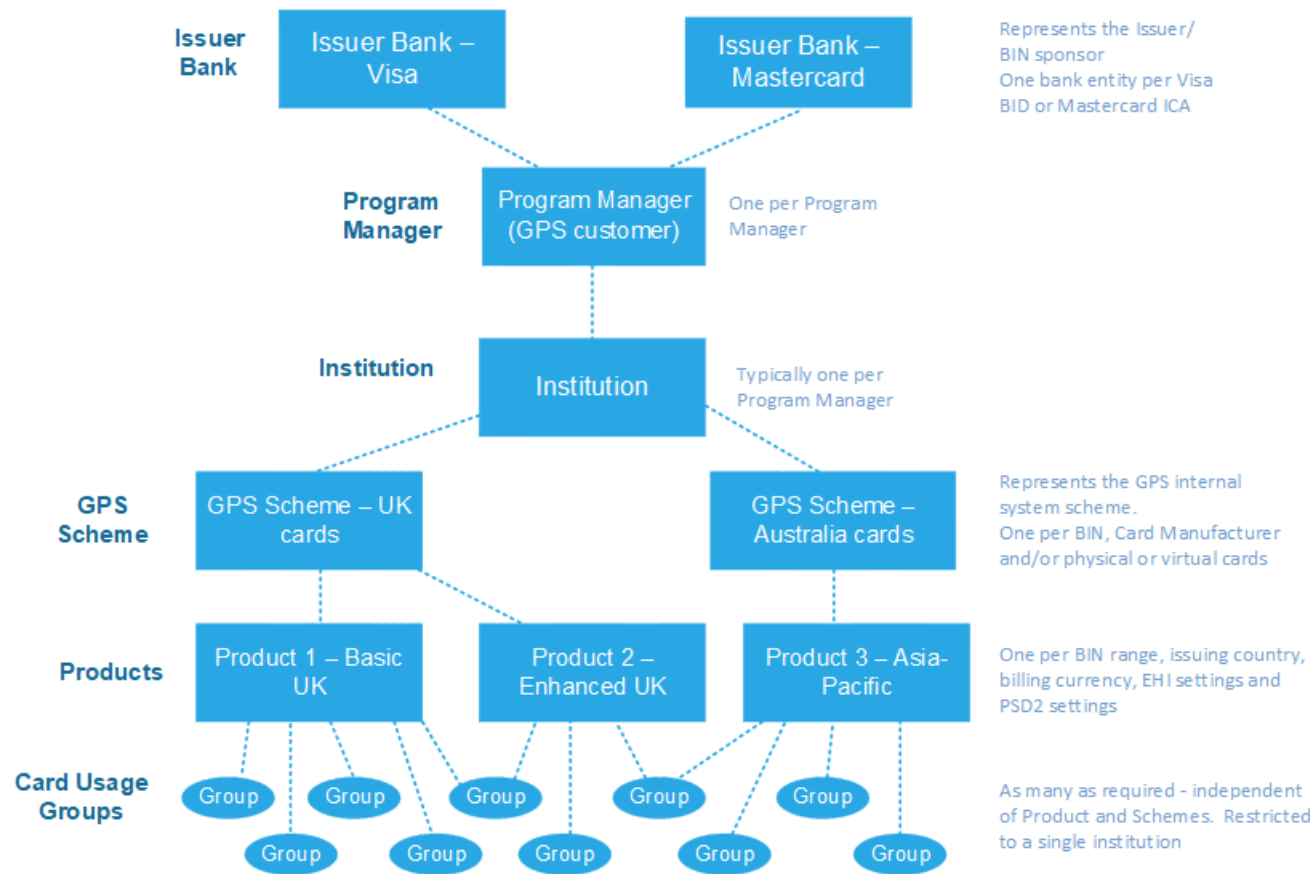 Issuer
Bank
Issuer Bank –
Visa
Issuer Bank –
Mastercard
Represents the Issuer/
BIN sponsor
One bank entity per Visa
BID or Mastercard ICA
Program
Manager
Program Manager
(GPS customer)
One per Program
Manager
Institution
Institution
Typically one per
Program Manager
GPS
Scheme
GPS Scheme – UK
cards
GPS Scheme –
Australia cards
Represents the GPS internal
system scheme.
One per BIN, Card Manufacturer
and/or physical or virtual cards
Products
Product 1 – Basic
UK
Product 2 –
Enhanced UK
Product 3 – Asia-
Pacific
One per BIN range, issuing country,
billing currency, EHI settings and
PSD2 settings
Card Usage
Groups
Group
Group
Group
Group
Group
Group
Group
Group
Group
Group
As many as required - independent
of Product and Schemes. Restricted
to a single institution